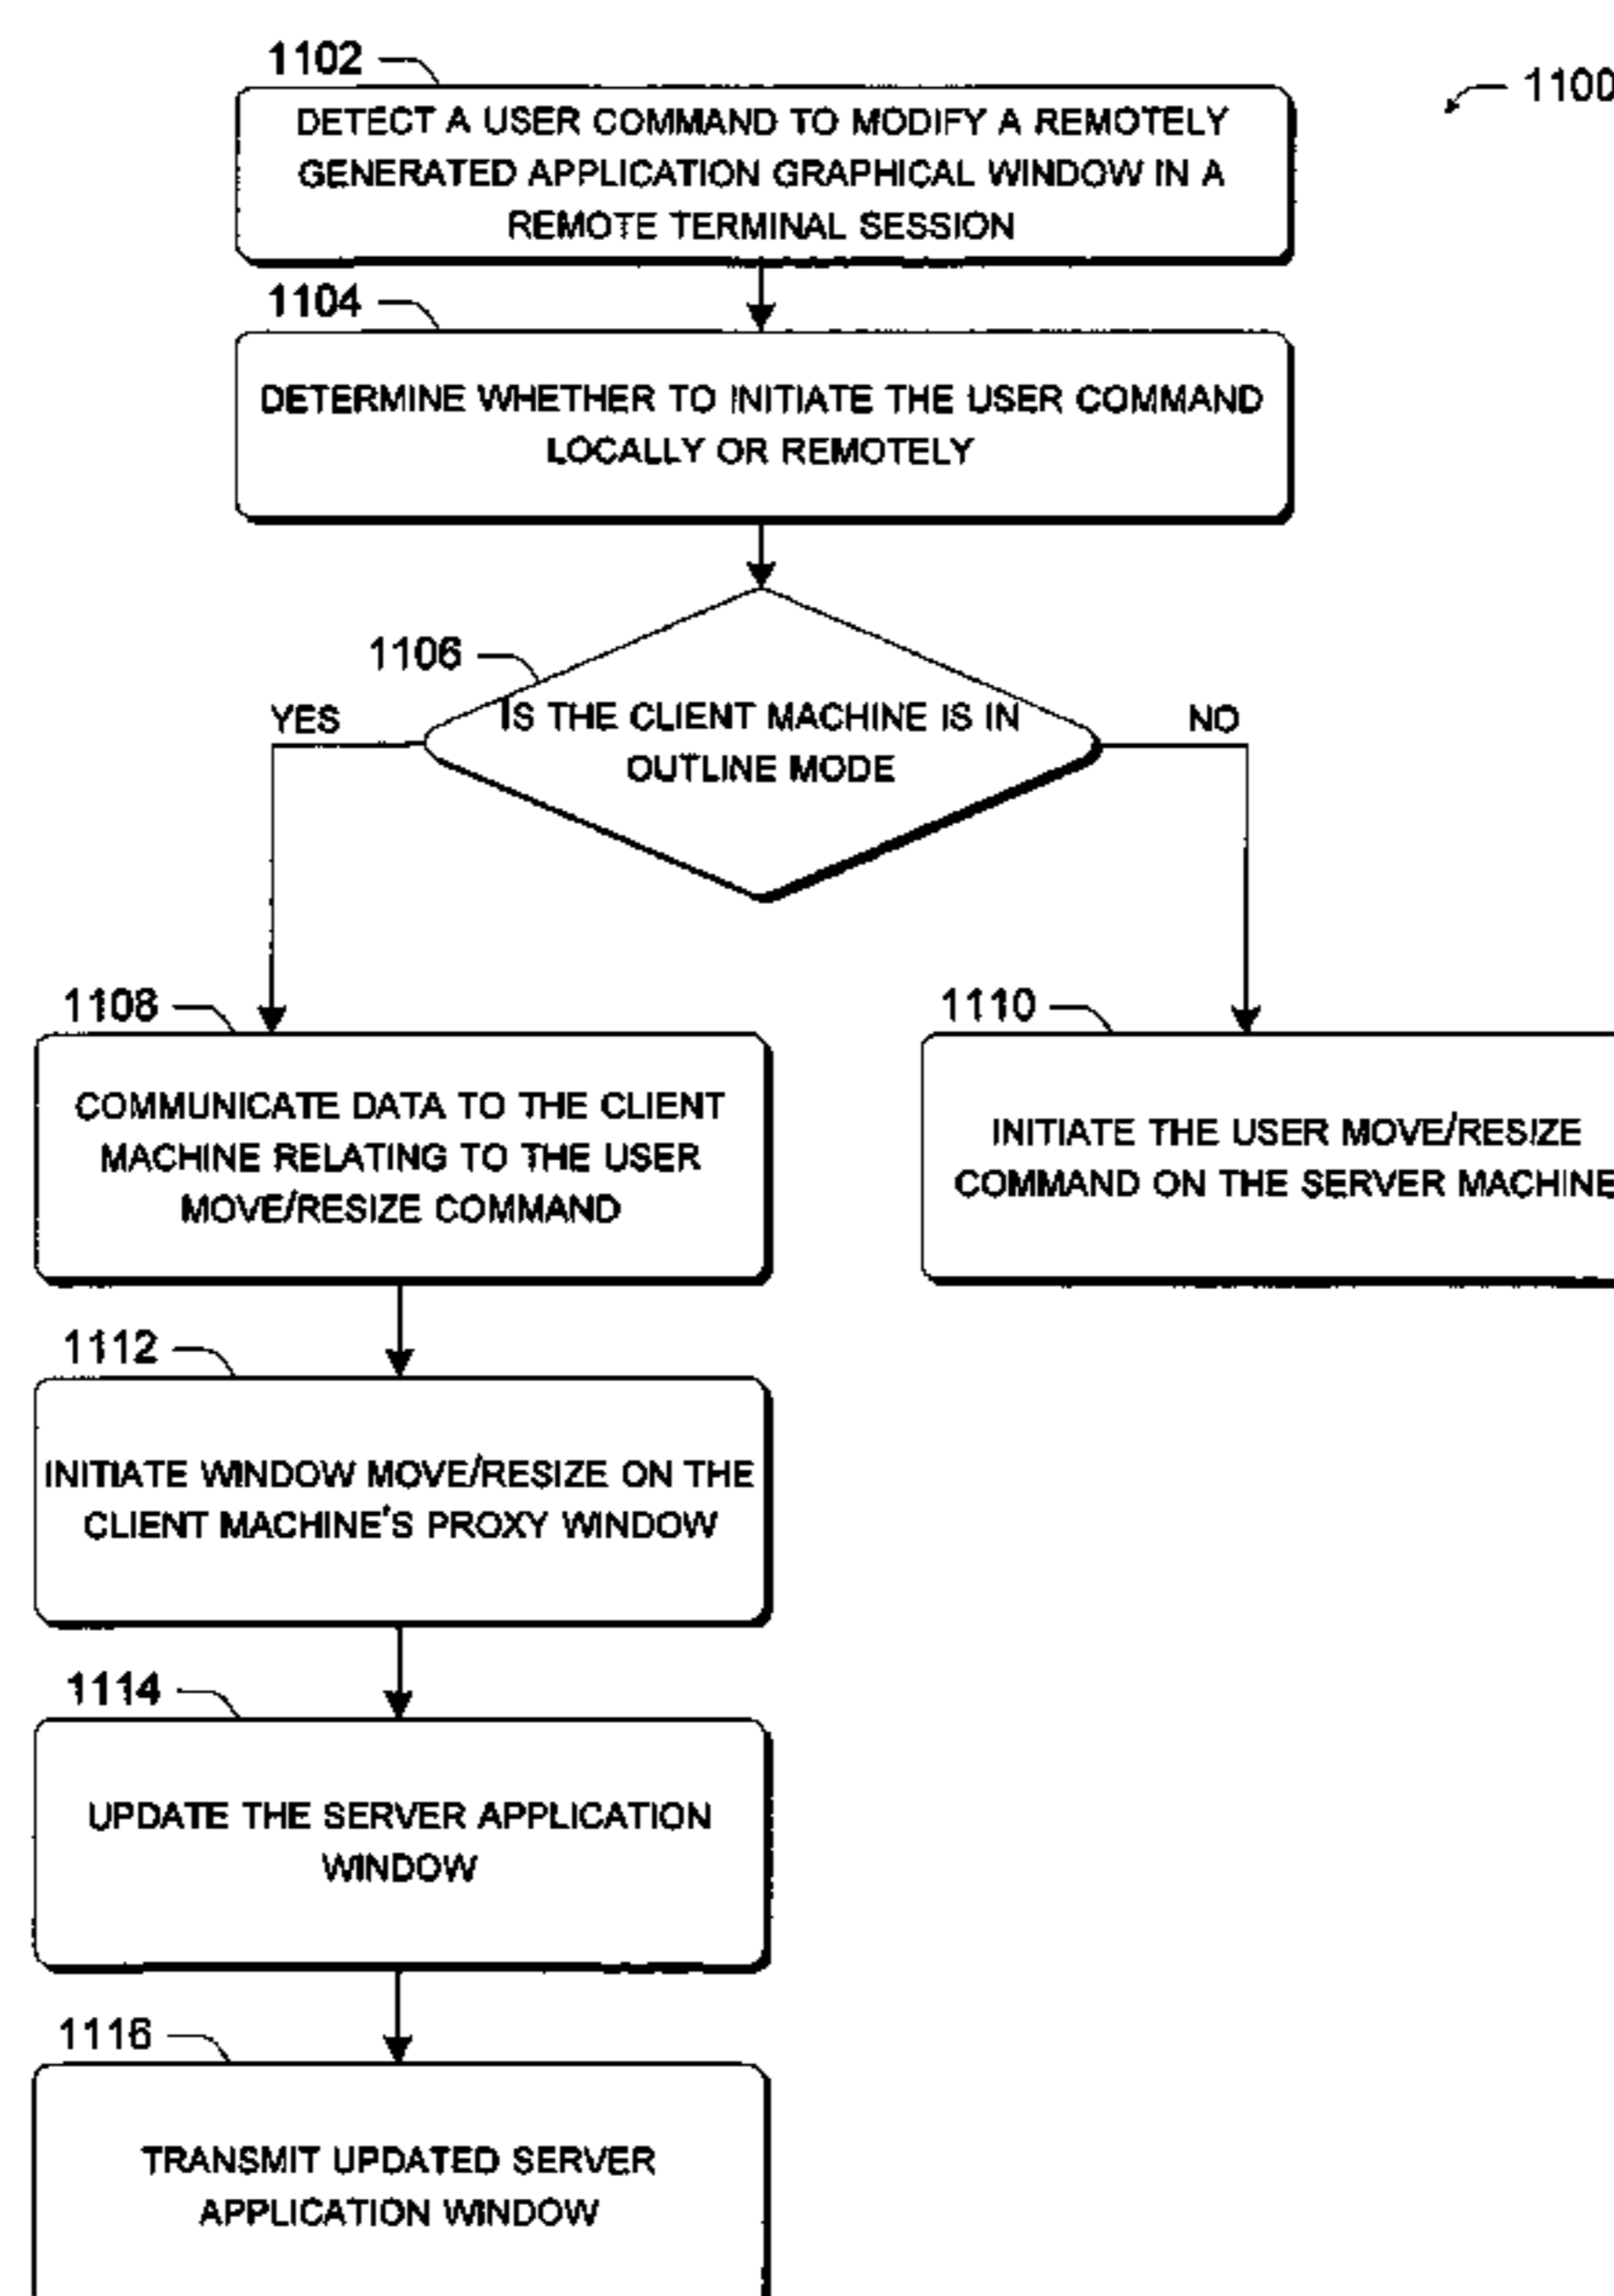 1102
1100
DETECT A USER COMMAND TO MODIFY A REMOTELY
GENERATED APPLICATION GRAPHICAL WINDOW IN A
REMOTE TERMINAL SESSION
1104
DETERMINE WHETHER TO INITIATE THE USER COMMAND
LOCALLY OR REMOTELY
1106
YES
IS THE CLIENT MACHINE IS IN
OUTLINE MODE
NO
1108
COMMUNICATE DATA TO THE CLIENT
MACHINE RELATING TO THE USER
MOVE/RESIZE COMMAND
1110
INITIATE THE USER MOVE/RESIZE
COMMAND ON THE SERVER MACHINE
1112
INITIATE WINDOW MOVE/RESIZE ON THE
CLIENT MACHINE'S PROXY WINDOW
1114
UPDATE THE SERVER APPLICATION
WINDOW
1116
TRANSMIT UPDATED SERVER
APPLICATION WINDOW